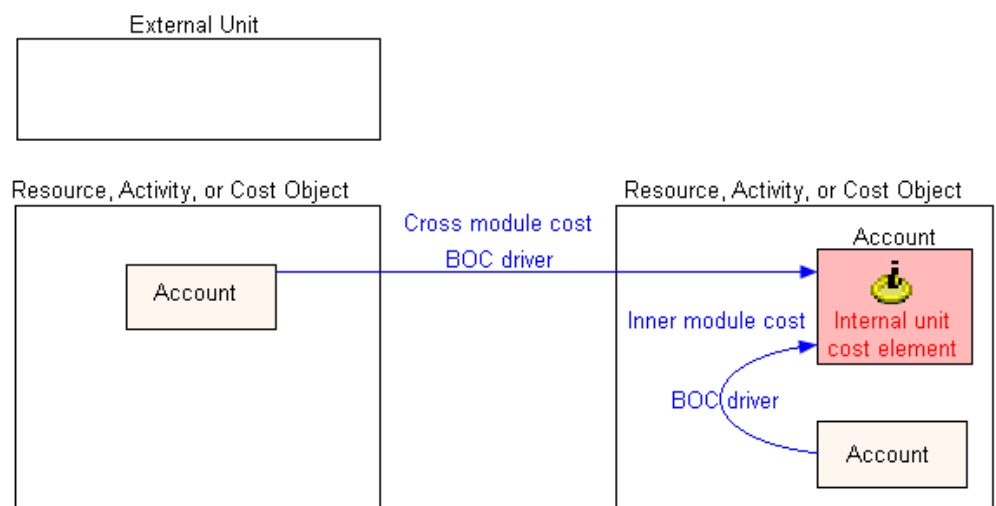 External Unit
Resource, Activity, or Cost Object
Account
Cross module cost
BOC driver
Resource, Activity, or Cost Object
Account
Internal unit
cost element
Inner module cost
BOC driver
Account